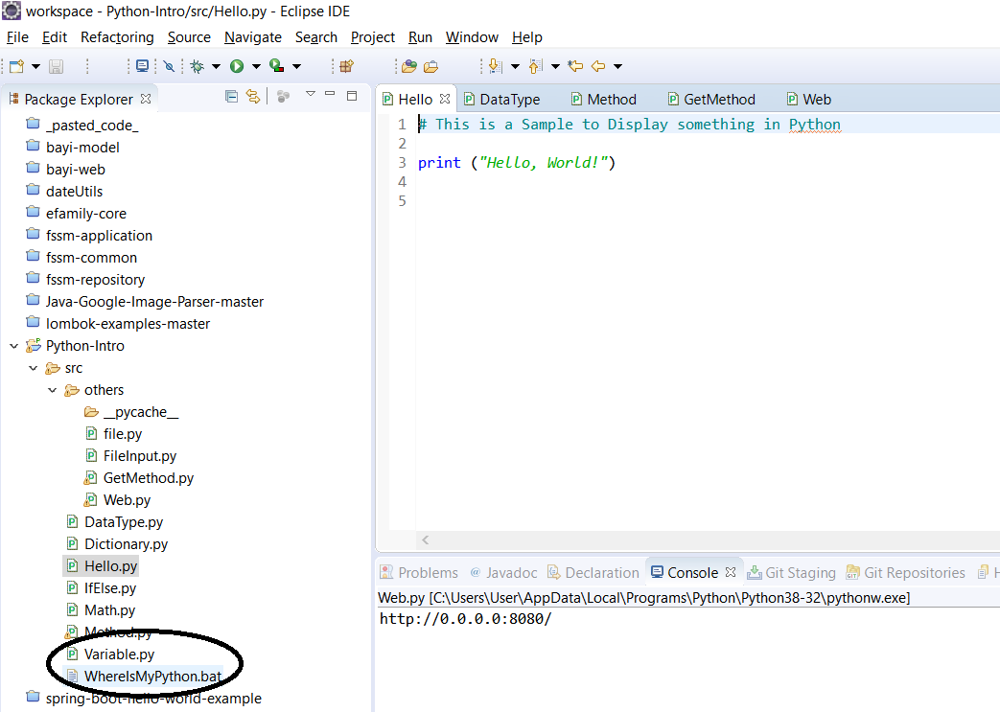 workspace - Python-Intro/src/Hello.py - Eclipse IDE
File Edit Refactoring Source Navigate Search Project Run Window Help
Package Explorer
_pasted_code_
bayi-model
bayi-web
dateUtils
efamily-core
fssm-application
fssm-common
fssm-repository
Java-Google-Image-Parser-master
lombok-examples-master
Python-Intro
src
others
__pycache__
file.py
FileInput.py
GetMethod.py
Web.py
DataType.py
Dictionary.py
Hello.py
IfElse.py
Math.py
Method.py
Variable.py
WhereIsMyPython.bat
spring-boot-hello-world-example
Hello DataType Method GetMethod Web
1 # This is a Sample to Display something in Python
2
3 print ("Hello, World!")
4
5
Problems @ Javadoc Declaration Console Git Staging Git Repositories H
Web.py [C:\Users\User\AppData\Local\Programs\Python\Python38-32\pythonw.exe]
http://0.0.0.0:8080/